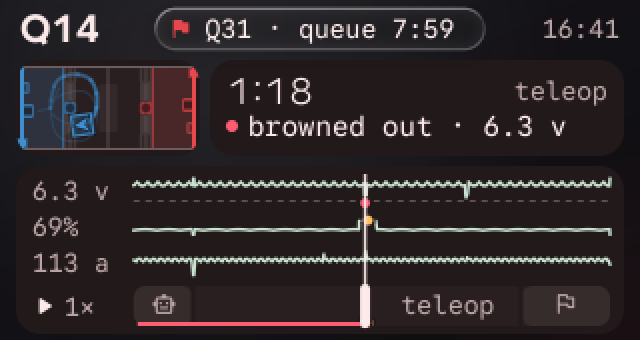 Q14
Q31 · queue 7:59
16:41
1:18
teleop
browned out · 6.3 v
6.3 v
69%
113 a
1×
teleop